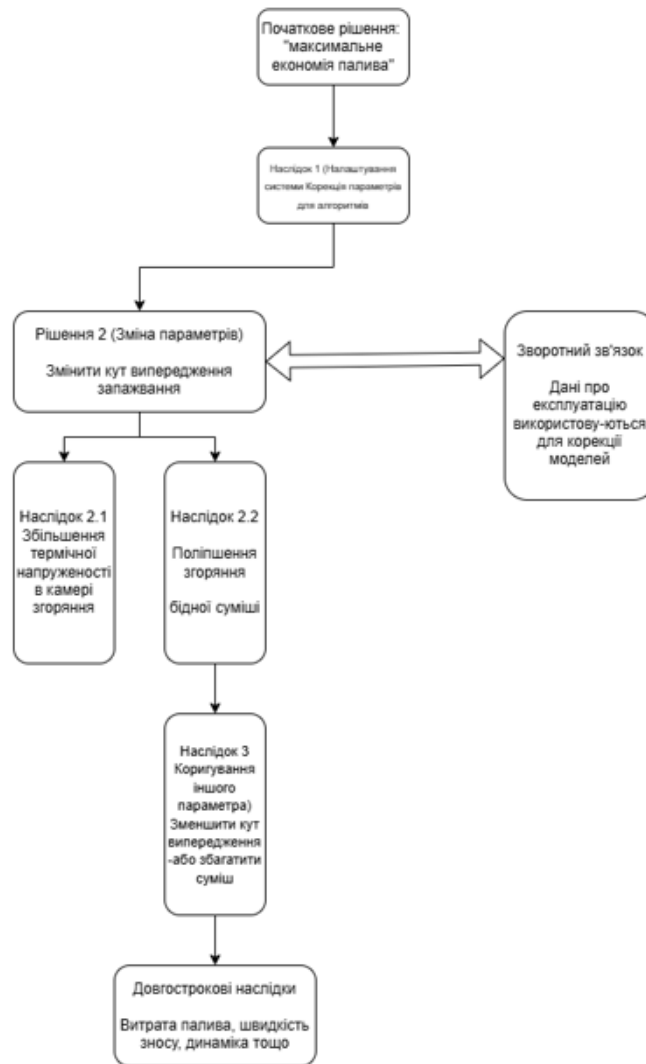 Початкове рішення:
"максимальне
економія палива"
Наслідок 1 (Налаштування
системи Корекція параметрів
для алгоритмів
Рішення 2 (Зміна параметрів)
Змінити кут випередження
запажвання
Зворотний зв'язок
Дані про
експлуатацію
використову-ються
для корекції
моделей
Наслідок 2.1
Збільшення
термічної
напруженості
в камері
згоряння
Наслідок 2.2
Поліпшення
згоряння
бідної суміші
Наслідок 3
Коригування
іншого
параметра)
Зменшити кут
випередження
-або збагатити
суміш
Довгострокові наслідки
Витрата палива, швидкість
зносу, динаміка тощо